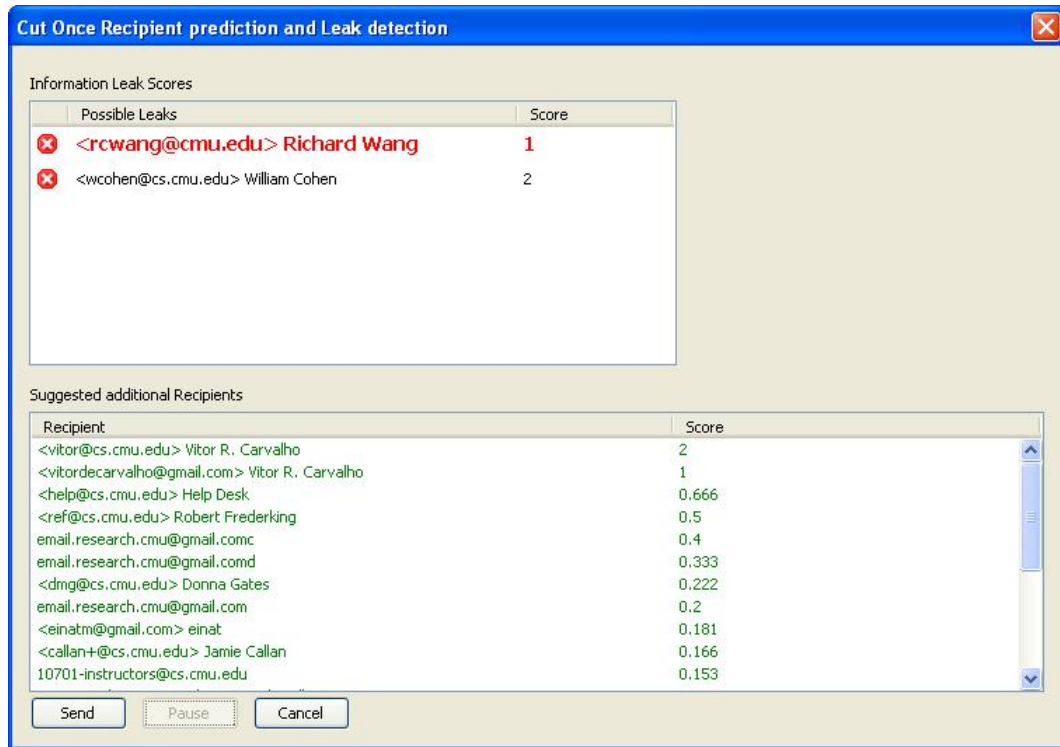 Cut Once Recipient prediction and Leak detection
Information Leak Scores
Possible Leaks Score
<rcwang@cmu.edu> Richard Wang 1
<wcohen@cs.cmu.edu> William Cohen 2
Suggested additional Recipients
Recipient Score
<vitor@cs.cmu.edu> Vitor R. Carvalho 2
<vitordecarvalho@gmail.com> Vitor R. Carvalho 1
<help@cs.cmu.edu> Help Desk 0.666
<ref@cs.cmu.edu> Robert Frederking 0.5
email.research.cmu@gmail.comc 0.4
email.research.cmu@gmail.comd 0.333
<dmg@cs.cmu.edu> Donna Gates 0.222
email.research.cmu@gmail.com 0.2
<einatm@gmail.com> einat 0.181
<callan+@cs.cmu.edu> Jamie Callan 0.166
10701-instructors@cs.cmu.edu 0.153
Send Pause Cancel